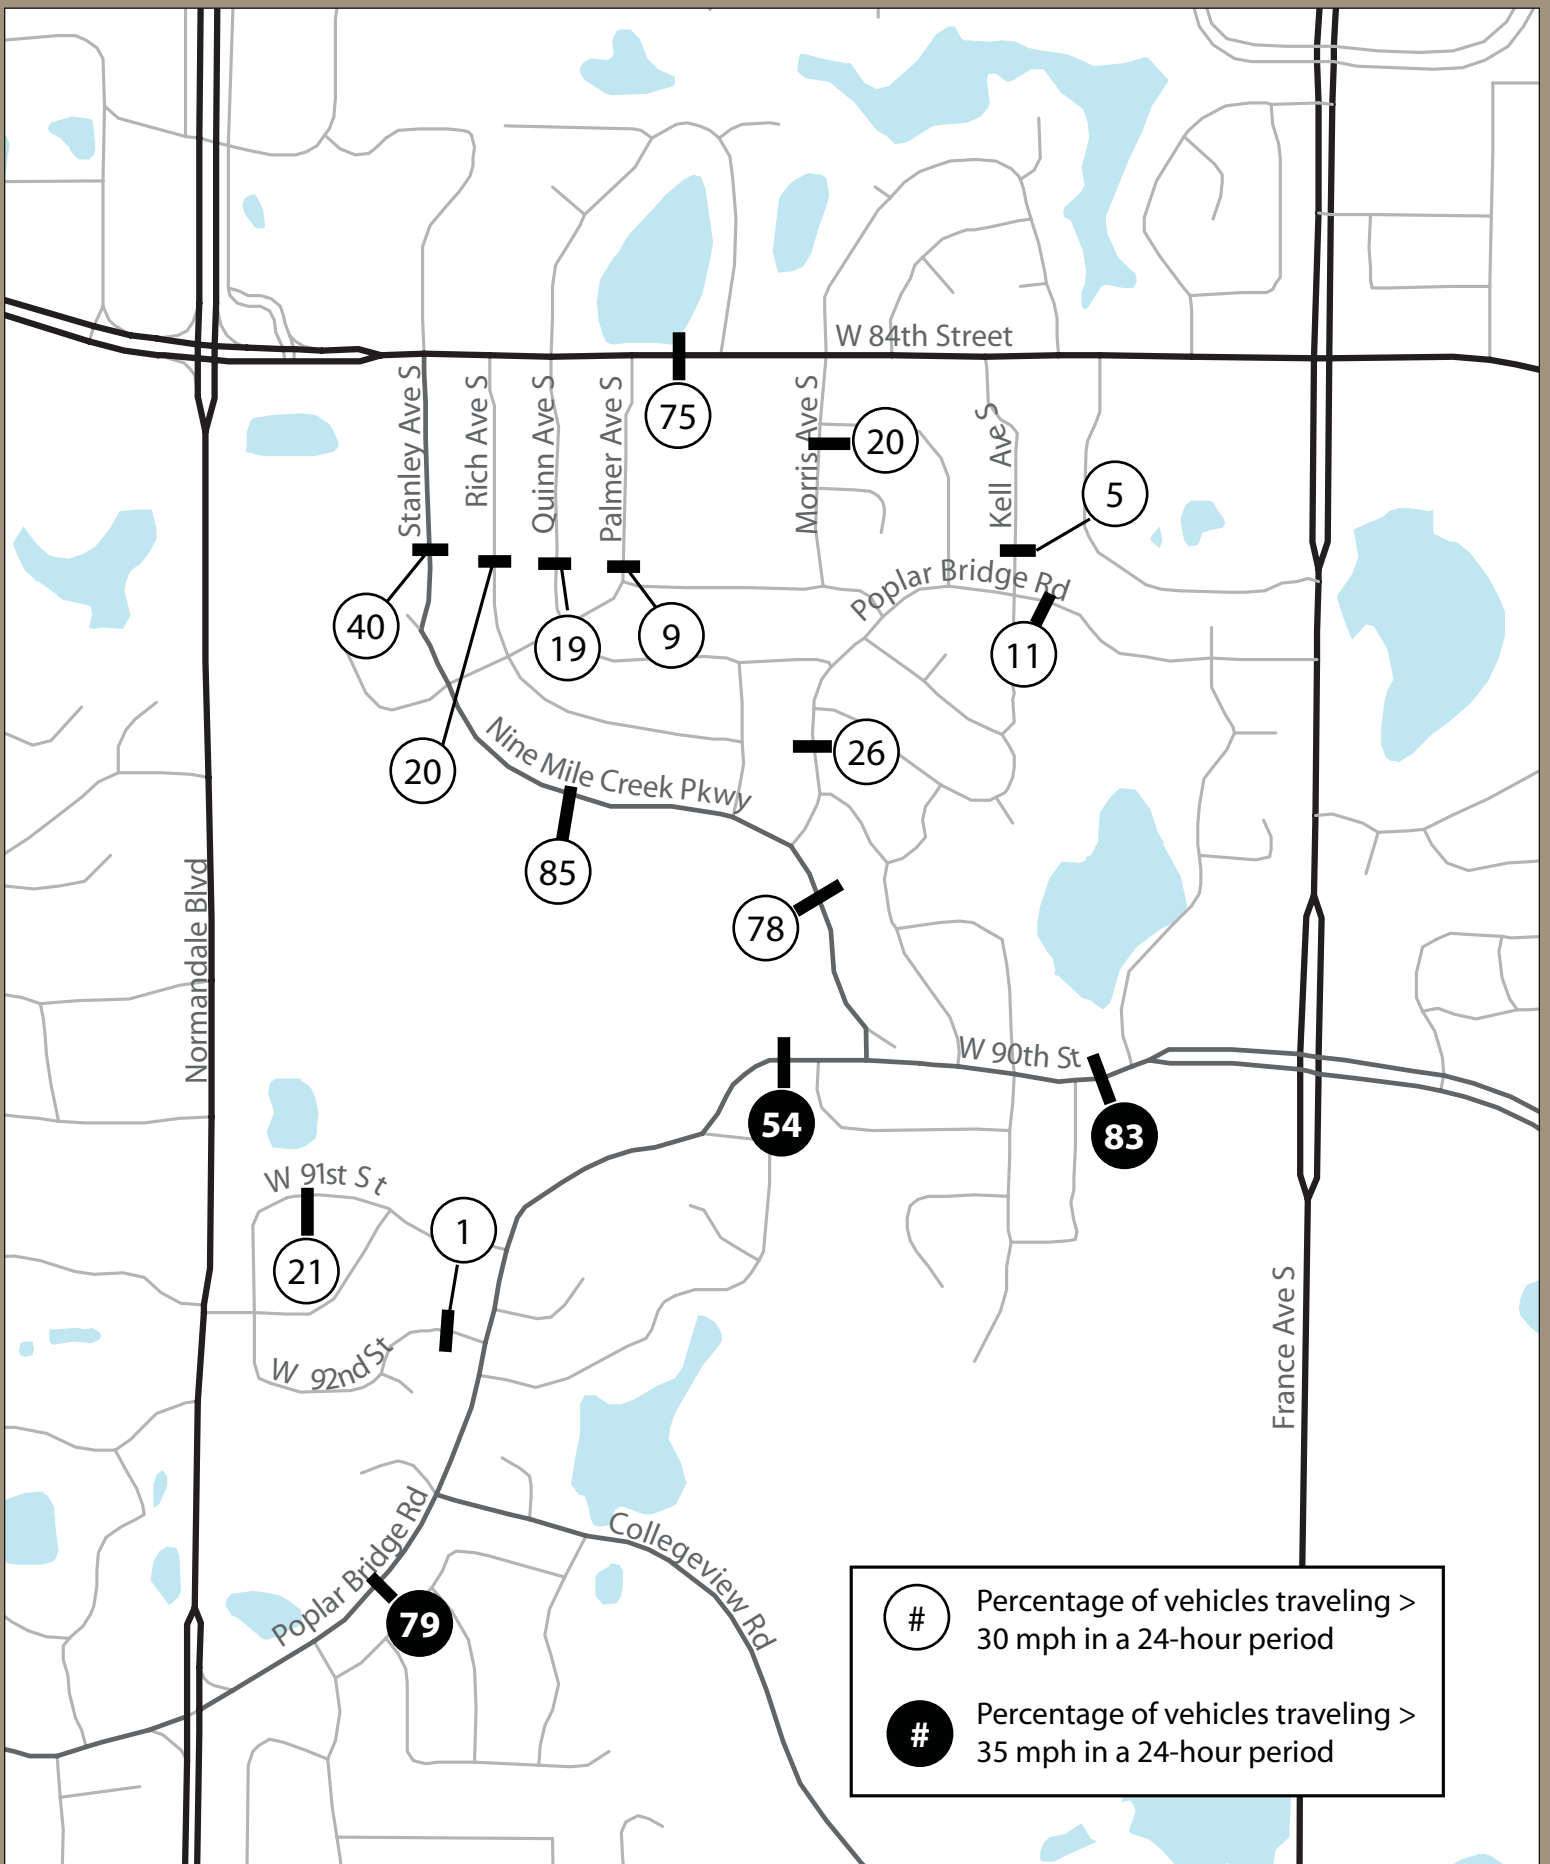 W 84th Street
Stanley Ave S
Rich Ave S
Quinn Ave S
Palmer Ave S
75
Morris Ave S
20
Kell Ave S
5
Poplar Bridge Rd
40
19
9
11
20
Nine Mile Creek Pkwy
26
85
78
Normandale Blvd
W 90th St
54
83
W 91st St
21
1
W 92nd St
France Ave S
Poplar Bridge Rd
79
Collegeview Rd
# Percentage of vehicles traveling >
30 mph in a 24-hour period
# Percentage of vehicles traveling >
35 mph in a 24-hour period